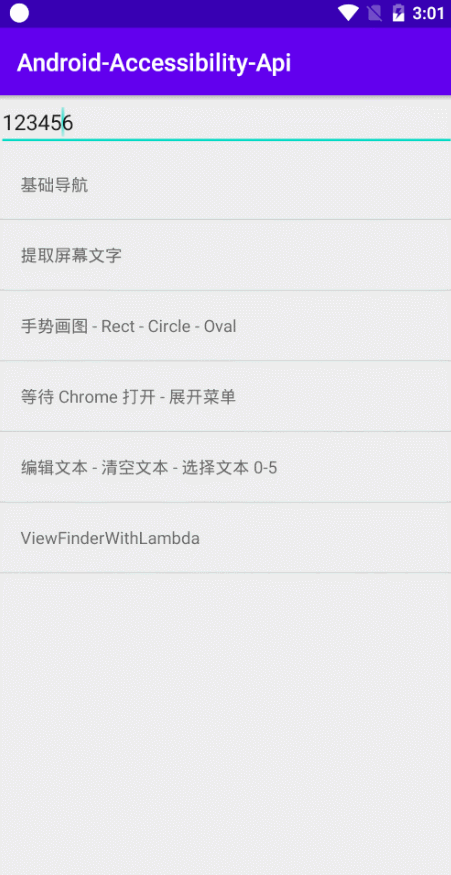 3:01
Android-Accessibility-Api
123456
基础导航
提取屏幕文字
手势画图 - Rect - Circle - Oval
等待 Chrome 打开 - 展开菜单
编辑文本 - 清空文本 - 选择文本 0-5
ViewFinderWithLambda